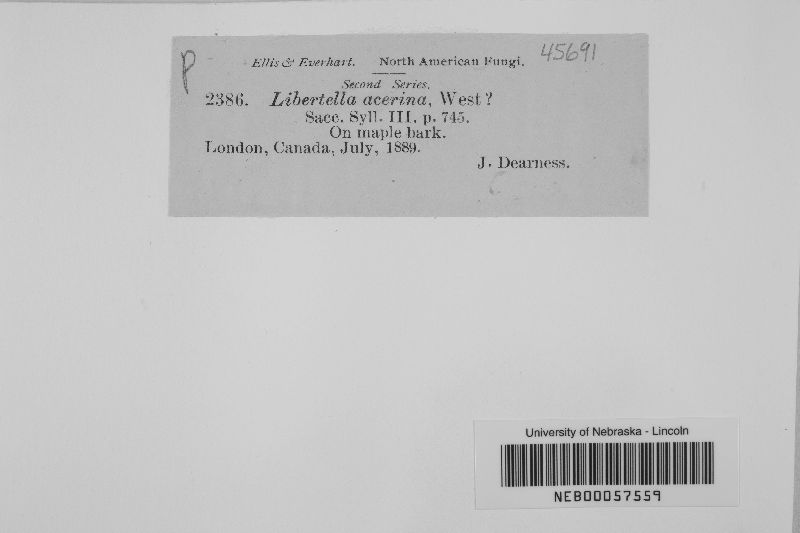 P
Ellis & Everhart. North American Fungi. 45691
Second Series.
2386. Libertella acerina, West?
Sacc. Syll. III. p. 745.
On maple bark.
London, Canada, July, 1889.
J. Dearness.
University of Nebraska - Lincoln
NEB00057559